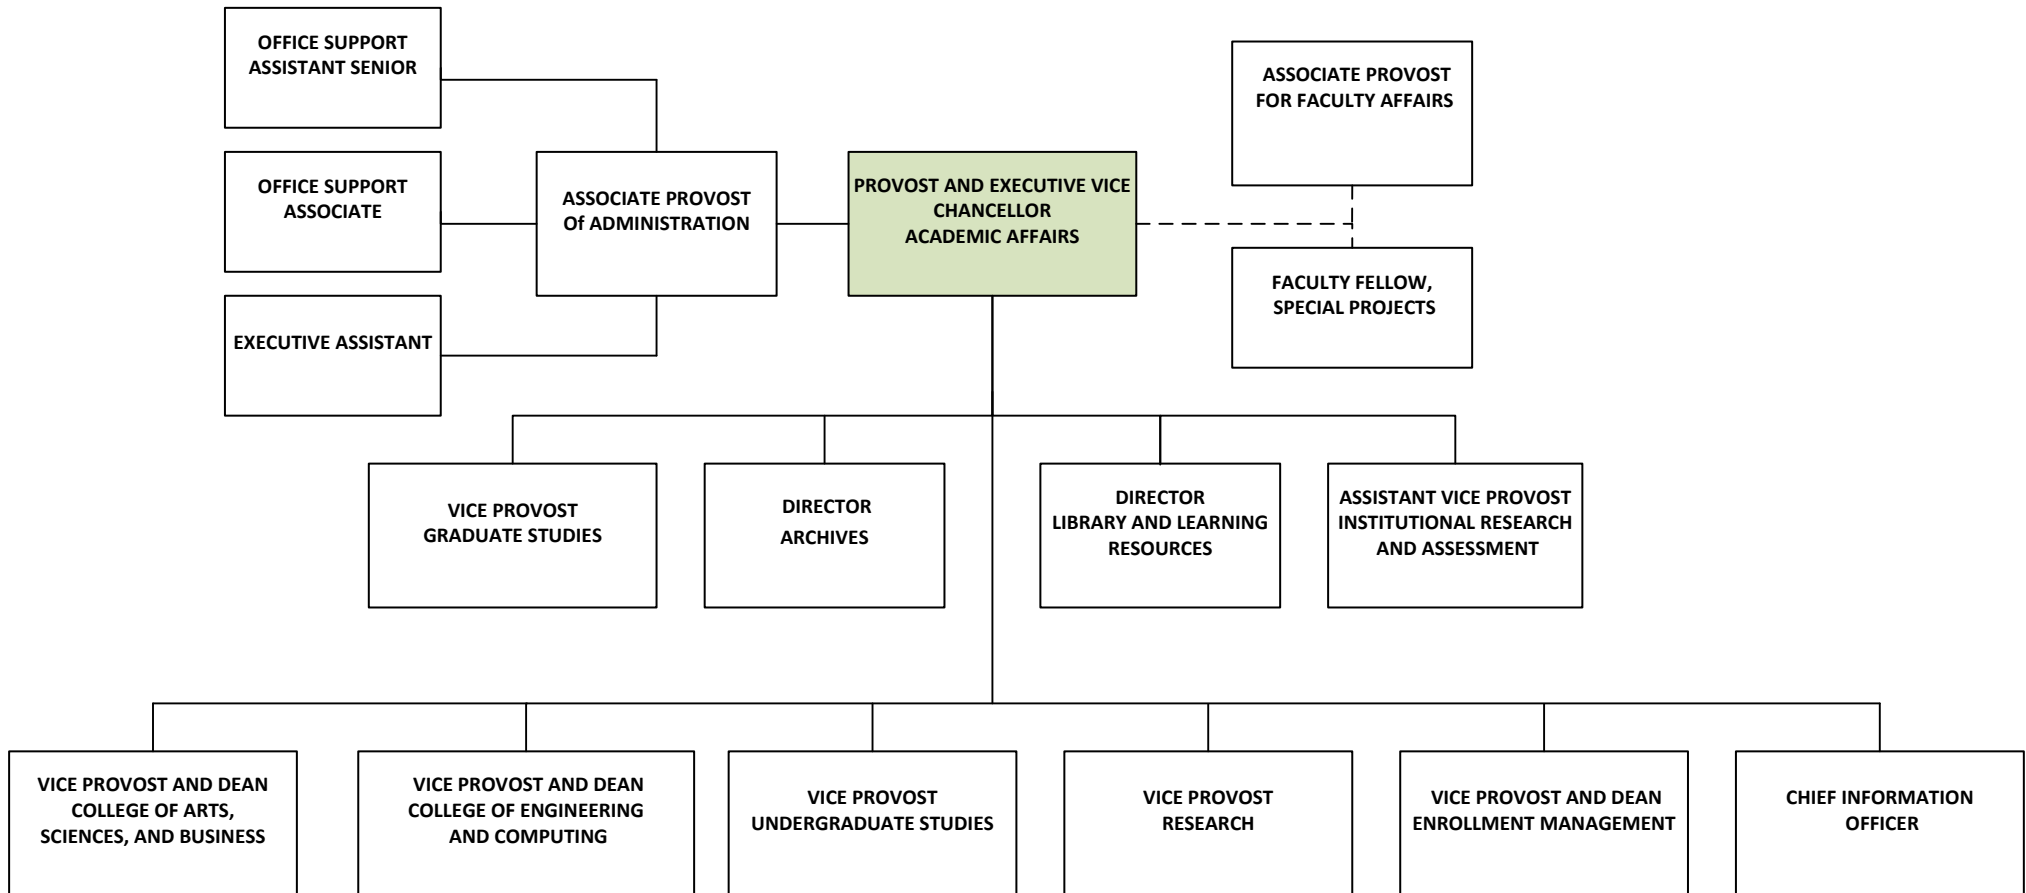 OFFICE SUPPORT
ASSISTANT SENIOR
ASSOCIATE PROVOST
FOR FACULTY AFFAIRS
OFFICE SUPPORT
ASSOCIATE
ASSOCIATE PROVOST
Of ADMINISTRATION
PROVOST AND EXECUTIVE VICE
CHANCELLOR
ACADEMIC AFFAIRS
FACULTY FELLOW,
SPECIAL PROJECTS
EXECUTIVE ASSISTANT
VICE PROVOST
GRADUATE STUDIES
DIRECTOR
ARCHIVES
DIRECTOR
LIBRARY AND LEARNING
RESOURCES
ASSISTANT VICE PROVOST
INSTITUTIONAL RESEARCH
AND ASSESSMENT
VICE PROVOST AND DEAN
COLLEGE OF ARTS,
SCIENCES, AND BUSINESS
VICE PROVOST AND DEAN
COLLEGE OF ENGINEERING
AND COMPUTING
VICE PROVOST
UNDERGRADUATE STUDIES
VICE PROVOST
RESEARCH
VICE PROVOST AND DEAN
ENROLLMENT MANAGEMENT
CHIEF INFORMATION
OFFICER